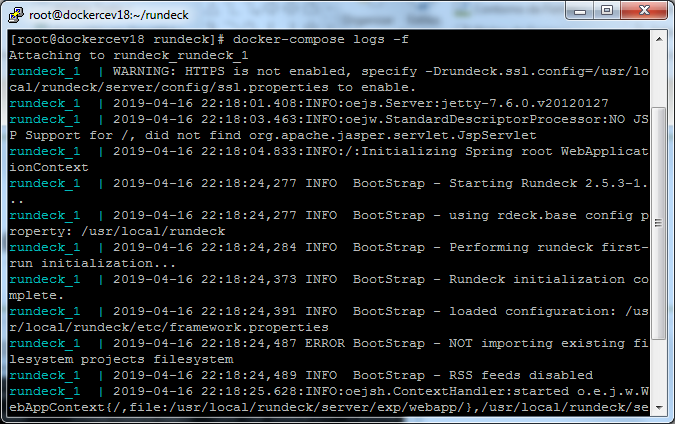 root@dockercev18:~/rundeck
[root@dockercev18 rundeck]# docker-compose logs -f
Attaching to rundeck_rundeck_1
rundeck_1  | WARNING: HTTPS is not enabled, specify -Drundeck.ssl.config=/usr/lo
cal/rundeck/server/config/ssl.properties to enable.
rundeck_1  | 2019-04-16 22:18:01.408:INFO:oejs.Server:jetty-7.6.0.v20120127
rundeck_1  | 2019-04-16 22:18:03.463:INFO:oejw.StandardDescriptorProcessor:NO JS
P Support for /, did not find org.apache.jasper.servlet.JspServlet
rundeck_1  | 2019-04-16 22:18:04.833:INFO:/:Initializing Spring root WebApplicat
ionContext
rundeck_1  | 2019-04-16 22:18:24,277 INFO  BootStrap - Starting Rundeck 2.5.3-1.
..
rundeck_1  | 2019-04-16 22:18:24,277 INFO  BootStrap - using rdeck.base config p
roperty: /usr/local/rundeck
rundeck_1  | 2019-04-16 22:18:24,284 INFO  BootStrap - Performing rundeck first-
run initialization...
rundeck_1  | 2019-04-16 22:18:24,373 INFO  BootStrap - Rundeck initialization co
mplete.
rundeck_1  | 2019-04-16 22:18:24,391 INFO  BootStrap - loaded configuration: /us
r/local/rundeck/etc/framework.properties
rundeck_1  | 2019-04-16 22:18:24,487 ERROR BootStrap - NOT importing existing fi
lesystem projects filesystem
rundeck_1  | 2019-04-16 22:18:24,489 INFO  BootStrap - RSS feeds disabled
rundeck_1  | 2019-04-16 22:18:25.628:INFO:oejsh.ContextHandler:started o.e.j.w.W
ebAppContext{/,file:/usr/local/rundeck/server/exp/webapp/},/usr/local/rundeck/se